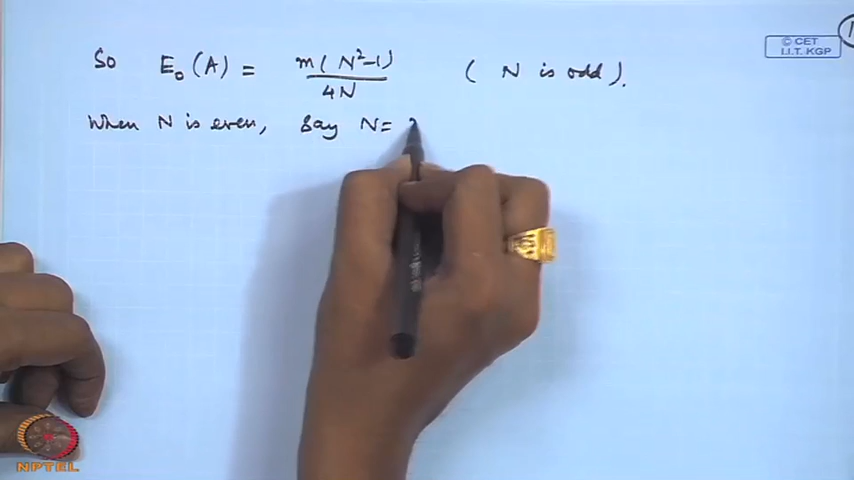 So E₀(A) = m(N²-1) / 4N ( N is odd ).
When N is even, Say N =
© CET
I.I.T. KGP
NPTEL